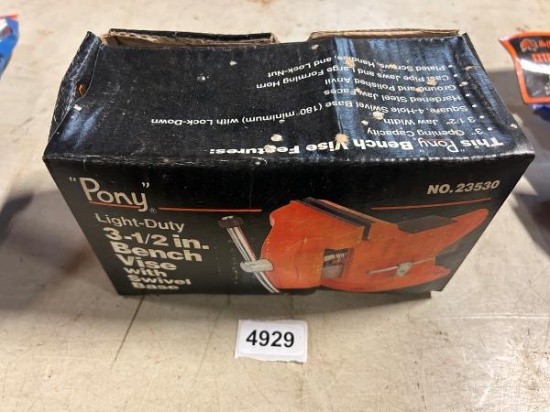 This Pony Bench Vise Features:
• 3" Opening Capacity
• 3 1/2" Jaw Width
• Square 4-Hole Swivel Base (180° minimum) with Lock-Down
• Hardened Steel Jaw Faces
• Ground and Polished Anvil
• Cast Pipe Jaws and Large Forming Horn
• Plated Screws, Handles, and Lock-Nut
"Pony"®
NO. 23530
Light-Duty
3-1/2 in.
Bench
Vise
with
Swivel
Base
4929